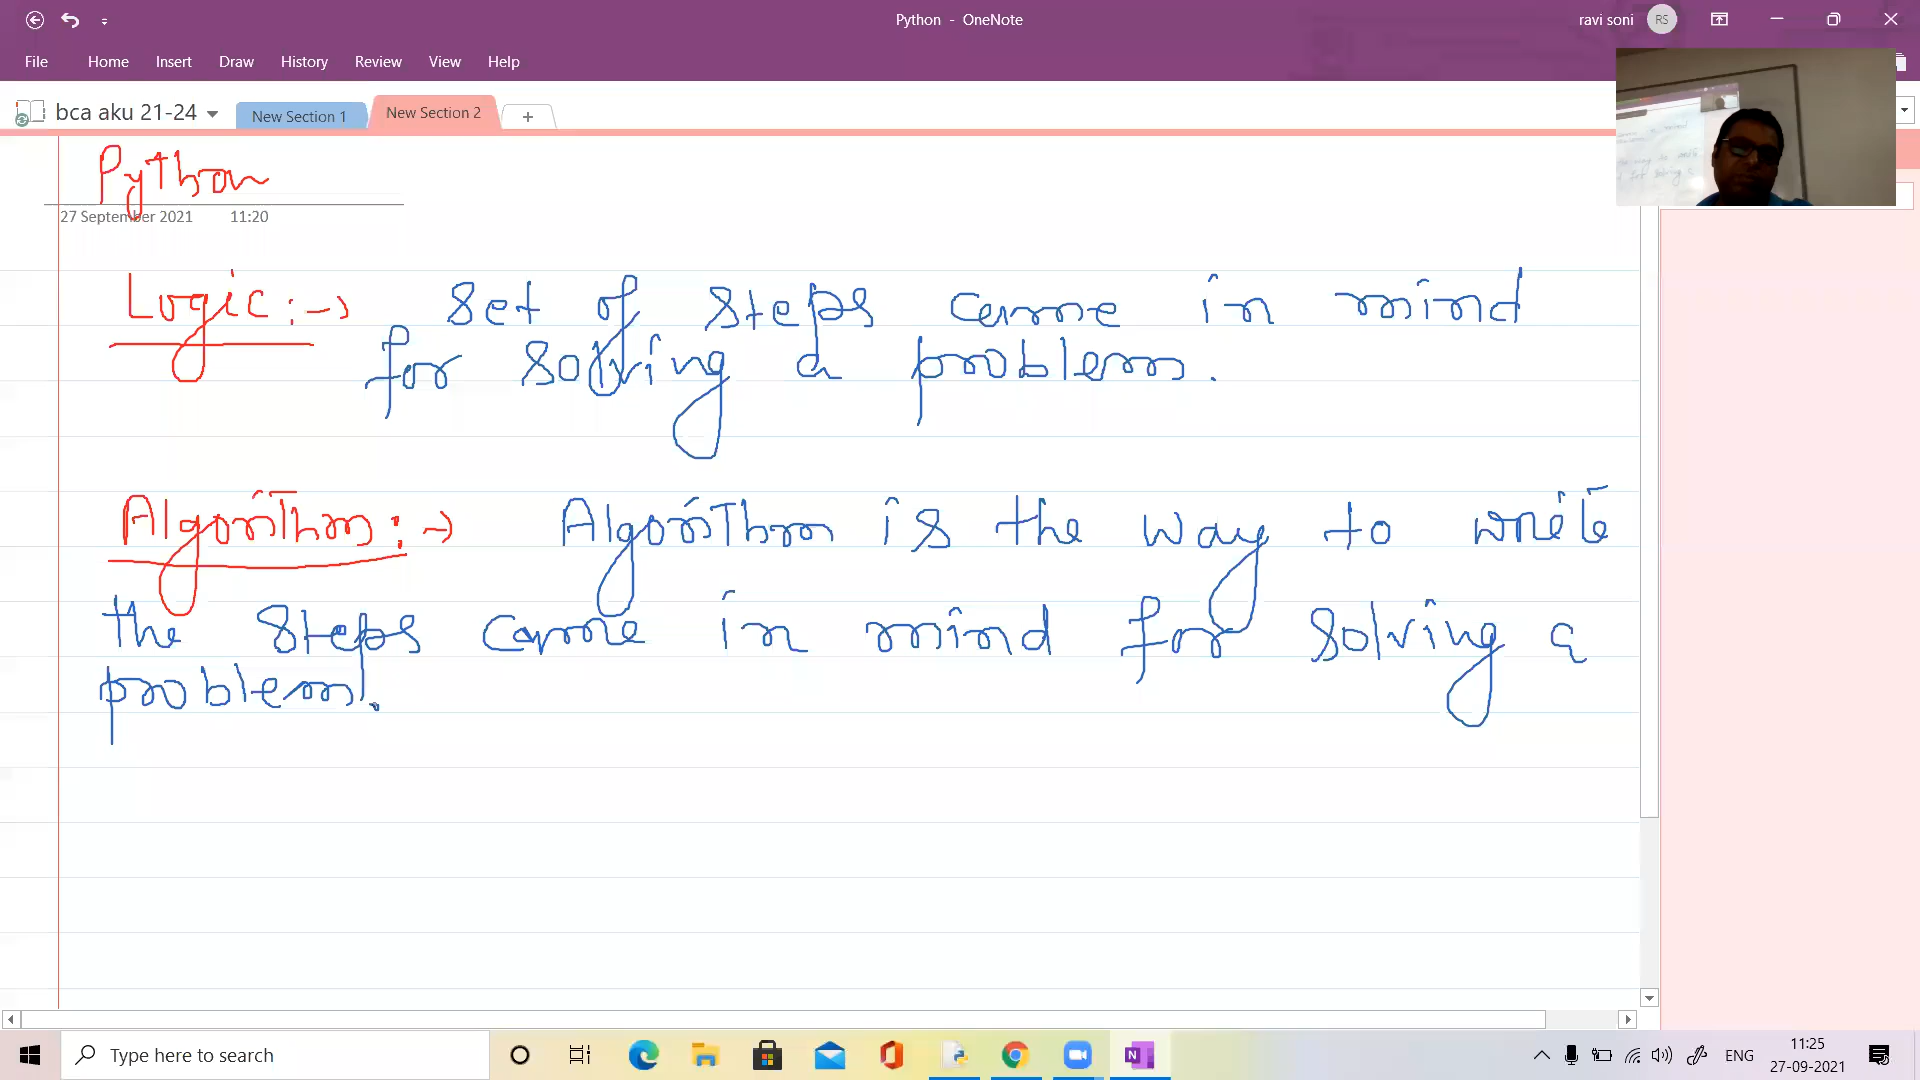 Python - OneNote
ravi soni
RS
File Home Insert Draw History Review View Help
bca aku 21-24
New Section 1
New Section 2
Python
27 September 2021 11:20
Logic :-> Set of steps came in mind
for solving a problem.
Algorithm :-> Algorithm is the way to write
the steps came in mind for solving a
problem.
Type here to search
ENG
11:25
27-09-2021